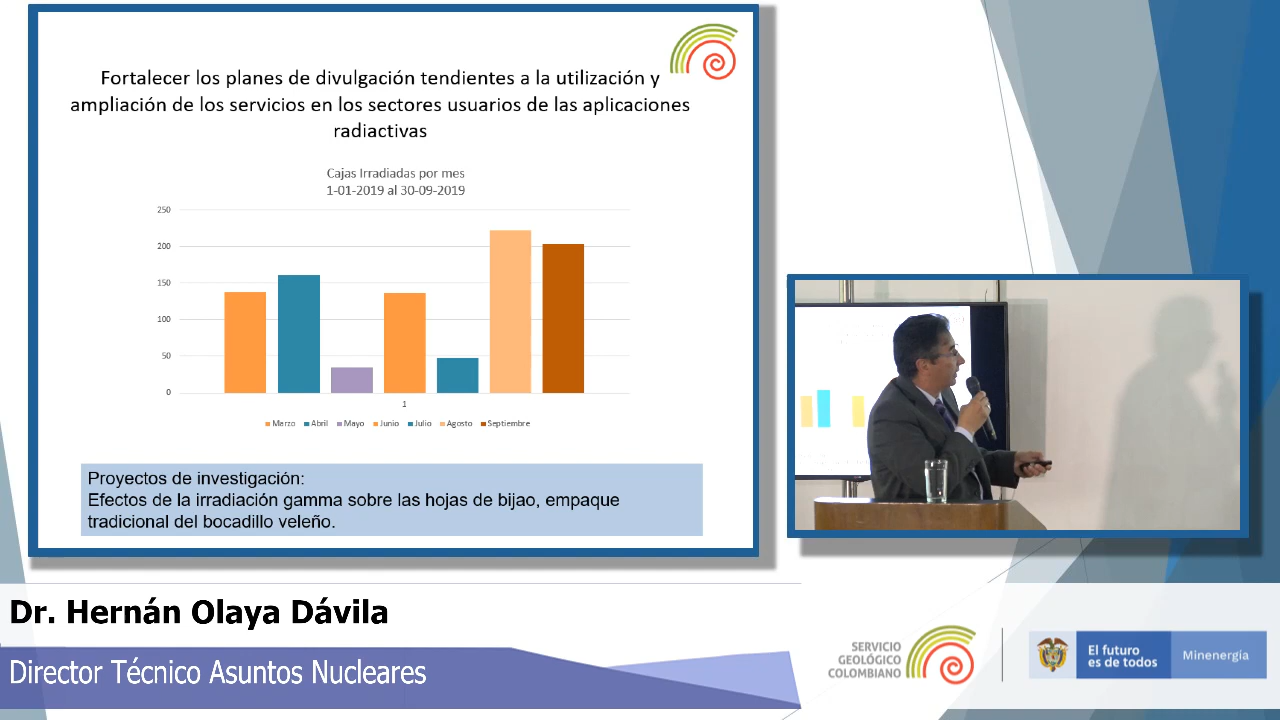 Fortalecer los planes de divulgación tendientes a la utilización y
ampliación de los servicios en los sectores usuarios de las aplicaciones
radiactivas
Cajas Irradiadas por mes
1-01-2019 al 30-09-2019
250
200
150
100
50
0
1
Marzo Abril Mayo Junio Julio Agosto Septiembre
Proyectos de investigación:
Efectos de la irradiación gamma sobre las hojas de bijao, empaque
tradicional del bocadillo veleño.
Dr. Hernán Olaya Dávila
Director Técnico Asuntos Nucleares
SERVICIO
GEOLÓGICO
COLOMBIANO
El futuro
es de todos
Minenergía